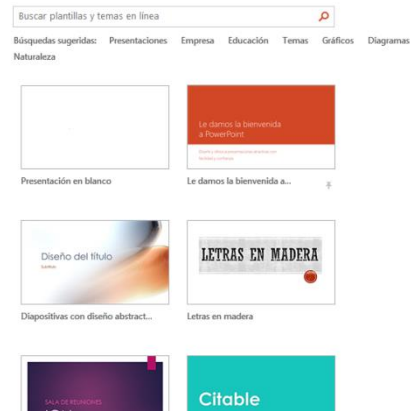 Buscar plantillas y temas en línea
Búsquedas sugeridas: Presentaciones Empresa Educación Temas Gráficos Diagramas
Naturaleza
Le damos la bienvenida
a PowerPoint
Presentación en blanco
Le damos la bienvenida a...
Diseño del título
LETRAS EN MADERA
Diapositivas con diseño abstract...
Letras en madera
SALA DE REUNIONES
Citable